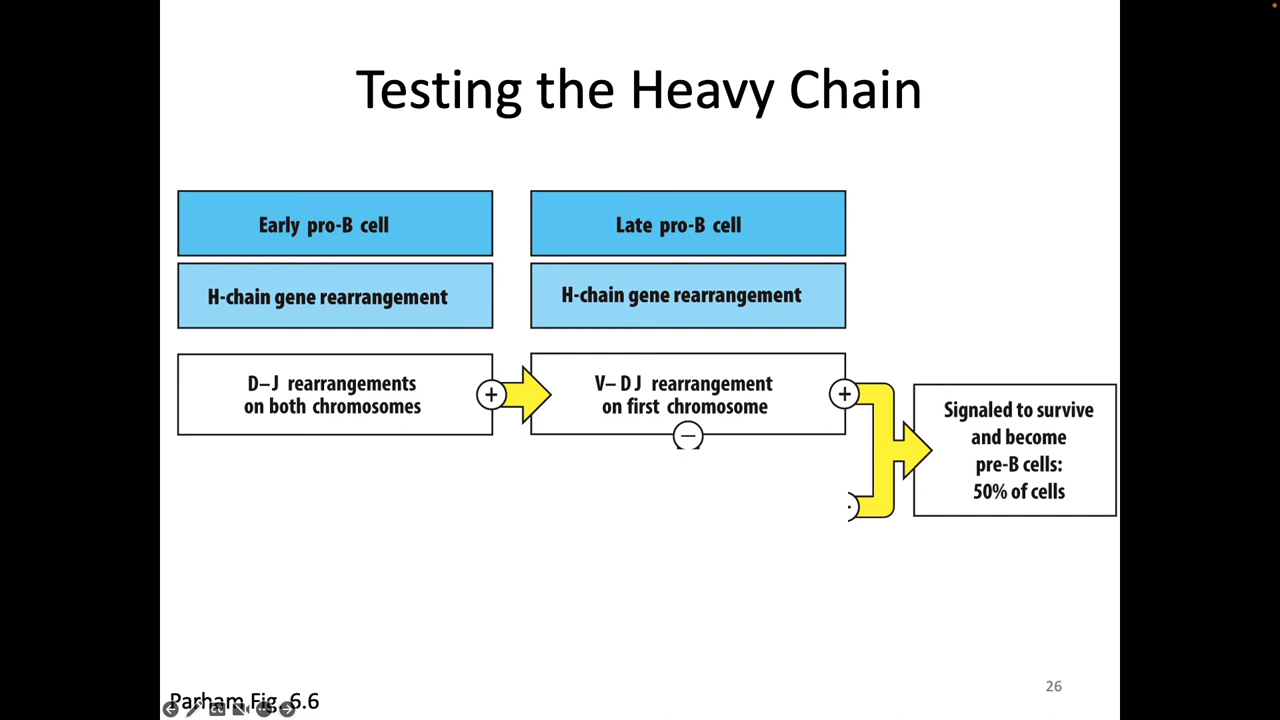 Testing the Heavy Chain
Early pro-B cell
Late pro-B cell
H-chain gene rearrangement
H-chain gene rearrangement
D–J rearrangements
on both chromosomes
+
V–DJ rearrangement
on first chromosome
+
−
Signaled to survive
and become
pre-B cells:
50% of cells
26
Parham Fig. 6.6